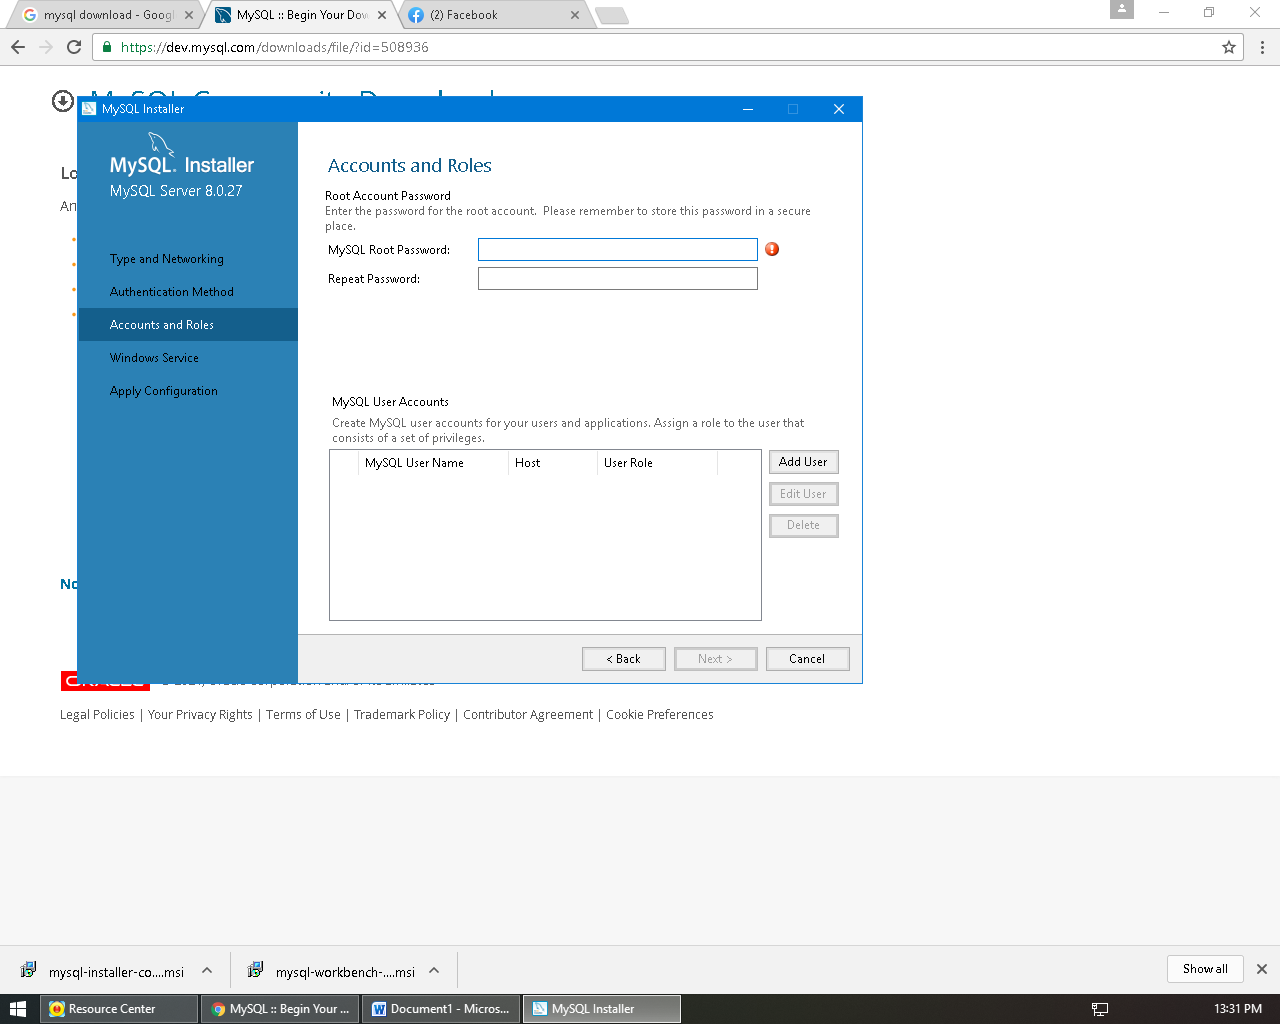 mysql download - Goog
MySQL :: Begin Your Dow
(2) Facebook
https://dev.mysql.com/downloads/file/?id=508936
MySQL Installer
MySQL Installer
MySQL Server 8.0.27
Type and Networking
Authentication Method
Accounts and Roles
Windows Service
Apply Configuration
Accounts and Roles
Root Account Password
Enter the password for the root account. Please remember to store this password in a secure
place.
MySQL Root Password:
Repeat Password:
MySQL User Accounts
Create MySQL user accounts for your users and applications. Assign a role to the user that
consists of a set of privileges.
MySQL User Name Host User Role
Add User
Edit User
Delete
< Back Next > Cancel
Lo
An
No
Legal Policies | Your Privacy Rights | Terms of Use | Trademark Policy | Contributor Agreement | Cookie Preferences
mysql-installer-co....msi
mysql-workbench-....msi
Show all
Resource Center
MySQL :: Begin Your ...
Document1 - Micros...
MySQL Installer
13:31 PM